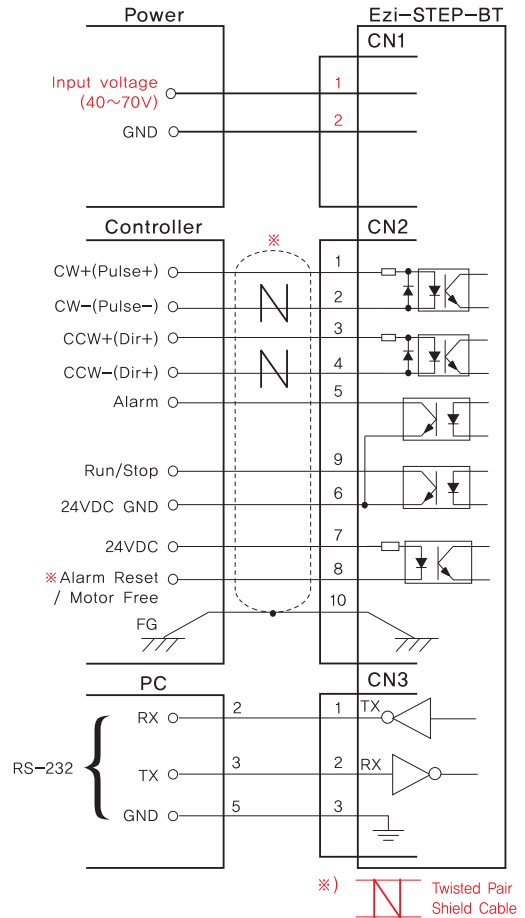 Power
Ezi-STEP-BT
CN1
Input voltage
(40~70V)
1
GND
2
Controller
CN2
※
CW+(Pulse+)
1
CW-(Pulse-)
2
CCW+(Dir+)
3
CCW-(Dir+)
4
Alarm
5
Run/Stop
9
24VDC GND
6
24VDC
7
※Alarm Reset
/ Motor Free
8
10
FG
PC
CN3
RS-232
RX
2
1
TX
TX
3
2
RX
GND
5
3
※)
Twisted Pair
Shield Cable